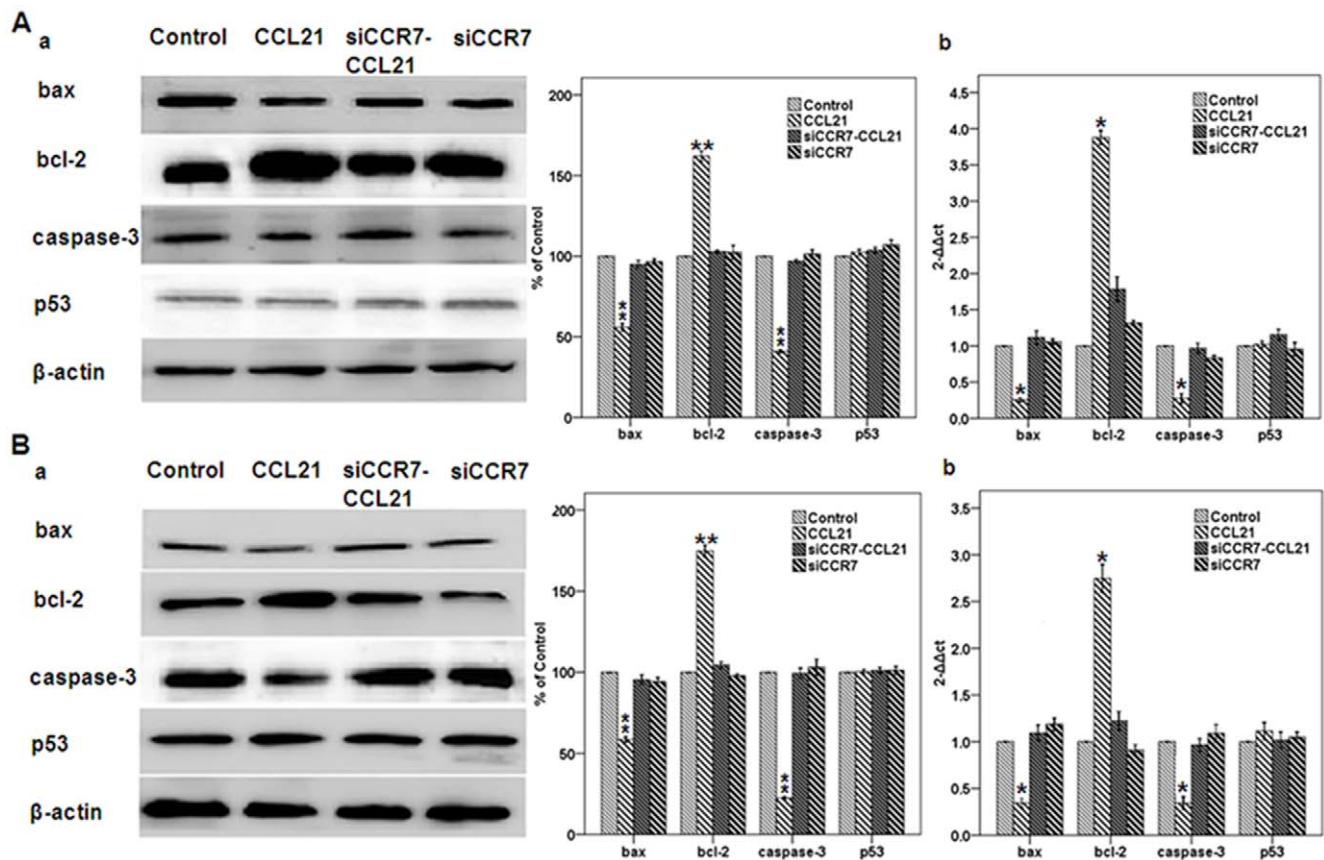 A
a
Control CCL21 siCCR7- siCCR7
CCL21
bax
bcl-2
caspase-3
p53
β-actin
200
150
100
50
0
% of Control
Control
CCL21
siCCR7-CCL21
siCCR7
**
**
**
bax bcl-2 caspase-3 p53
b
4.5
4.0
3.5
3.0
2.5
2.0
1.5
1.0
0.5
0.0
2-ΔΔct
Control
CCL21
siCCR7-CCL21
siCCR7
*
*
*
bax bcl-2 caspase-3 p53
B
a
Control CCL21 siCCR7- siCCR7
CCL21
bax
bcl-2
caspase-3
p53
β-actin
200
150
100
50
0
% of Control
Control
CCL21
siCCR7-CCL21
siCCR7
**
**
**
bax bcl-2 caspase-3 p53
b
3.5
3.0
2.5
2.0
1.5
1.0
0.5
0.0
2-ΔΔct
Control
CCL21
siCCR7-CCL21
siCCR7
*
*
*
bax bcl-2 caspase-3 p53